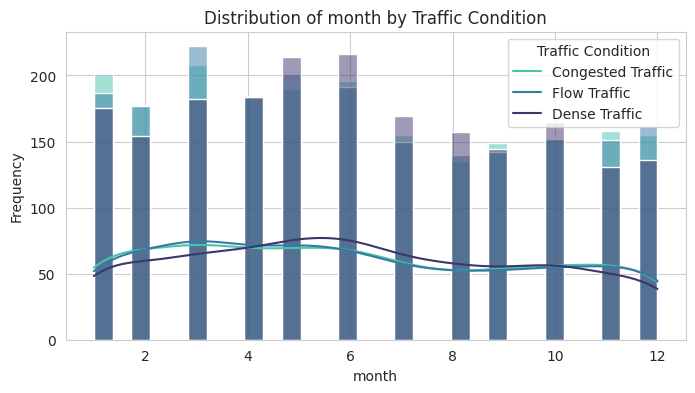 Distribution of month by Traffic Condition
Traffic Condition
Congested Traffic
Flow Traffic
Dense Traffic
Frequency
200
150
100
50
0
2 4 6 8 10 12
month